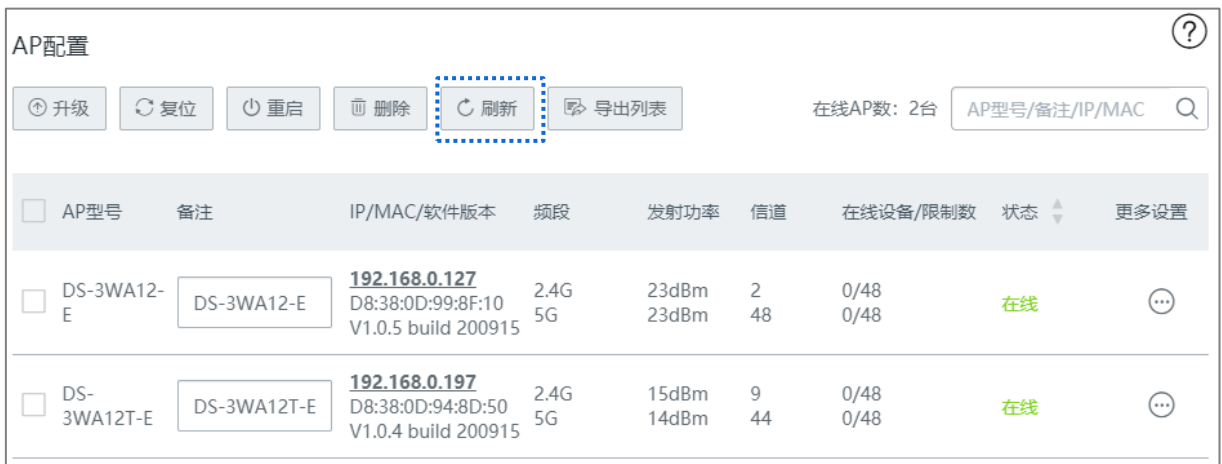 AP配置
?
升级 复位 重启 删除 刷新 导出列表 在线AP数：2台 AP型号/备注/IP/MAC
AP型号 备注 IP/MAC/软件版本 频段 发射功率 信道 在线设备/限制数 状态 更多设置
DS-3WA12-E DS-3WA12-E 192.168.0.127 2.4G 23dBm 2 0/48 在线
D8:38:0D:99:8F:10 5G 23dBm 48 0/48
V1.0.5 build 200915
DS-3WA12T-E DS-3WA12T-E 192.168.0.197 2.4G 15dBm 9 0/48 在线
D8:38:0D:94:8D:50 5G 14dBm 44 0/48
V1.0.4 build 200915